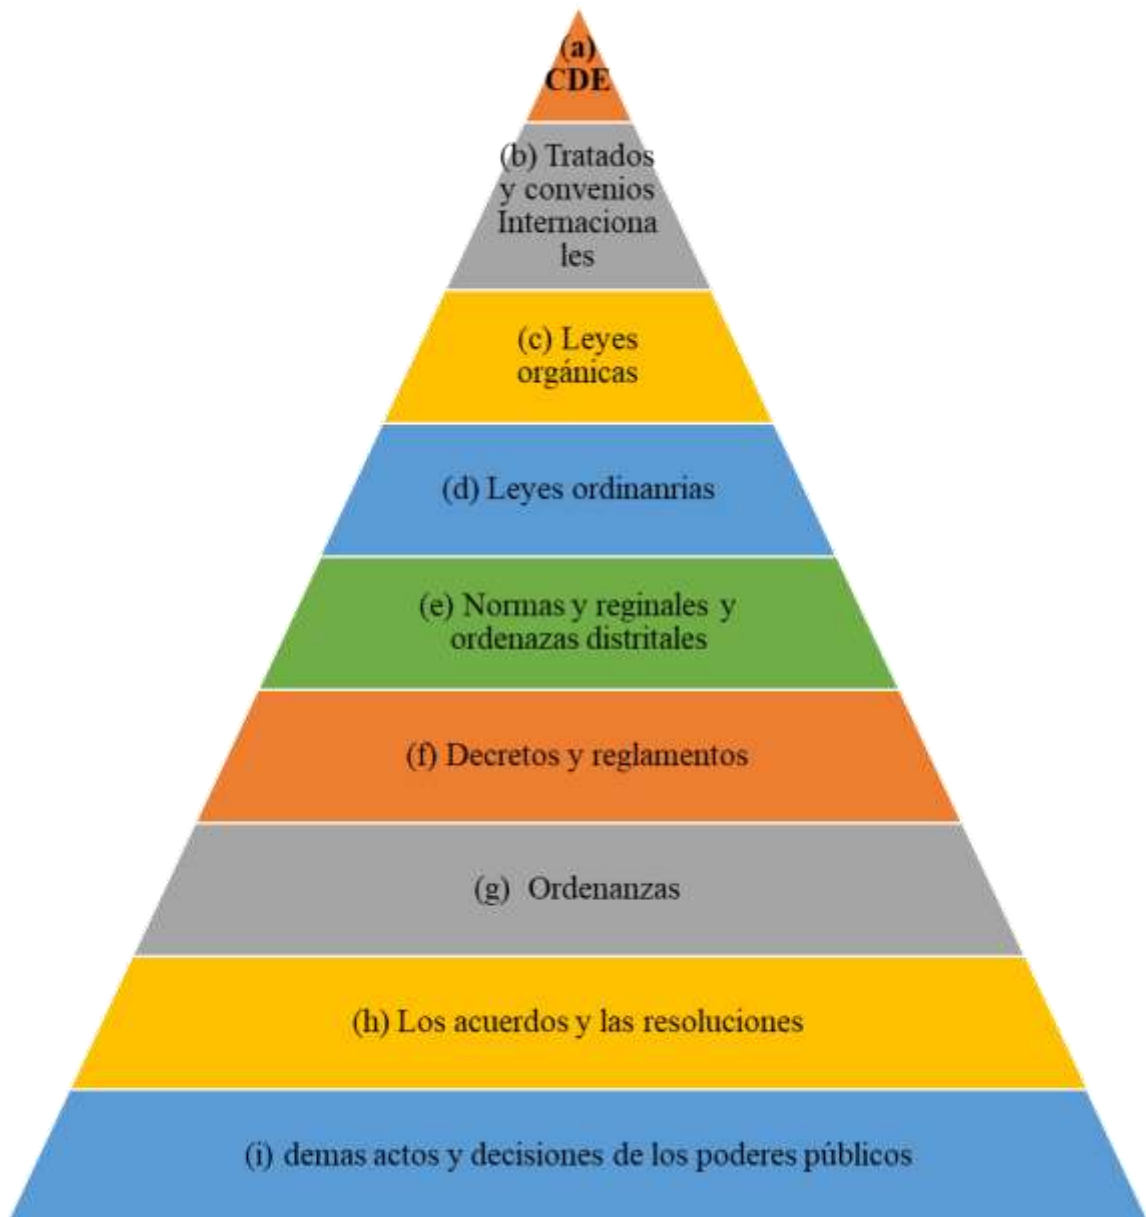 (a)
CDE
(b) Tratados
y convenios
Internaciona
les
(c) Leyes
orgánicas
(d) Leyes ordinanrias
(e) Normas y reginales y
ordenazas distritales
(f) Decretos y reglamentos
(g) Ordenanzas
(h) Los acuerdos y las resoluciones
(i) demas actos y decisiones de los poderes públicos